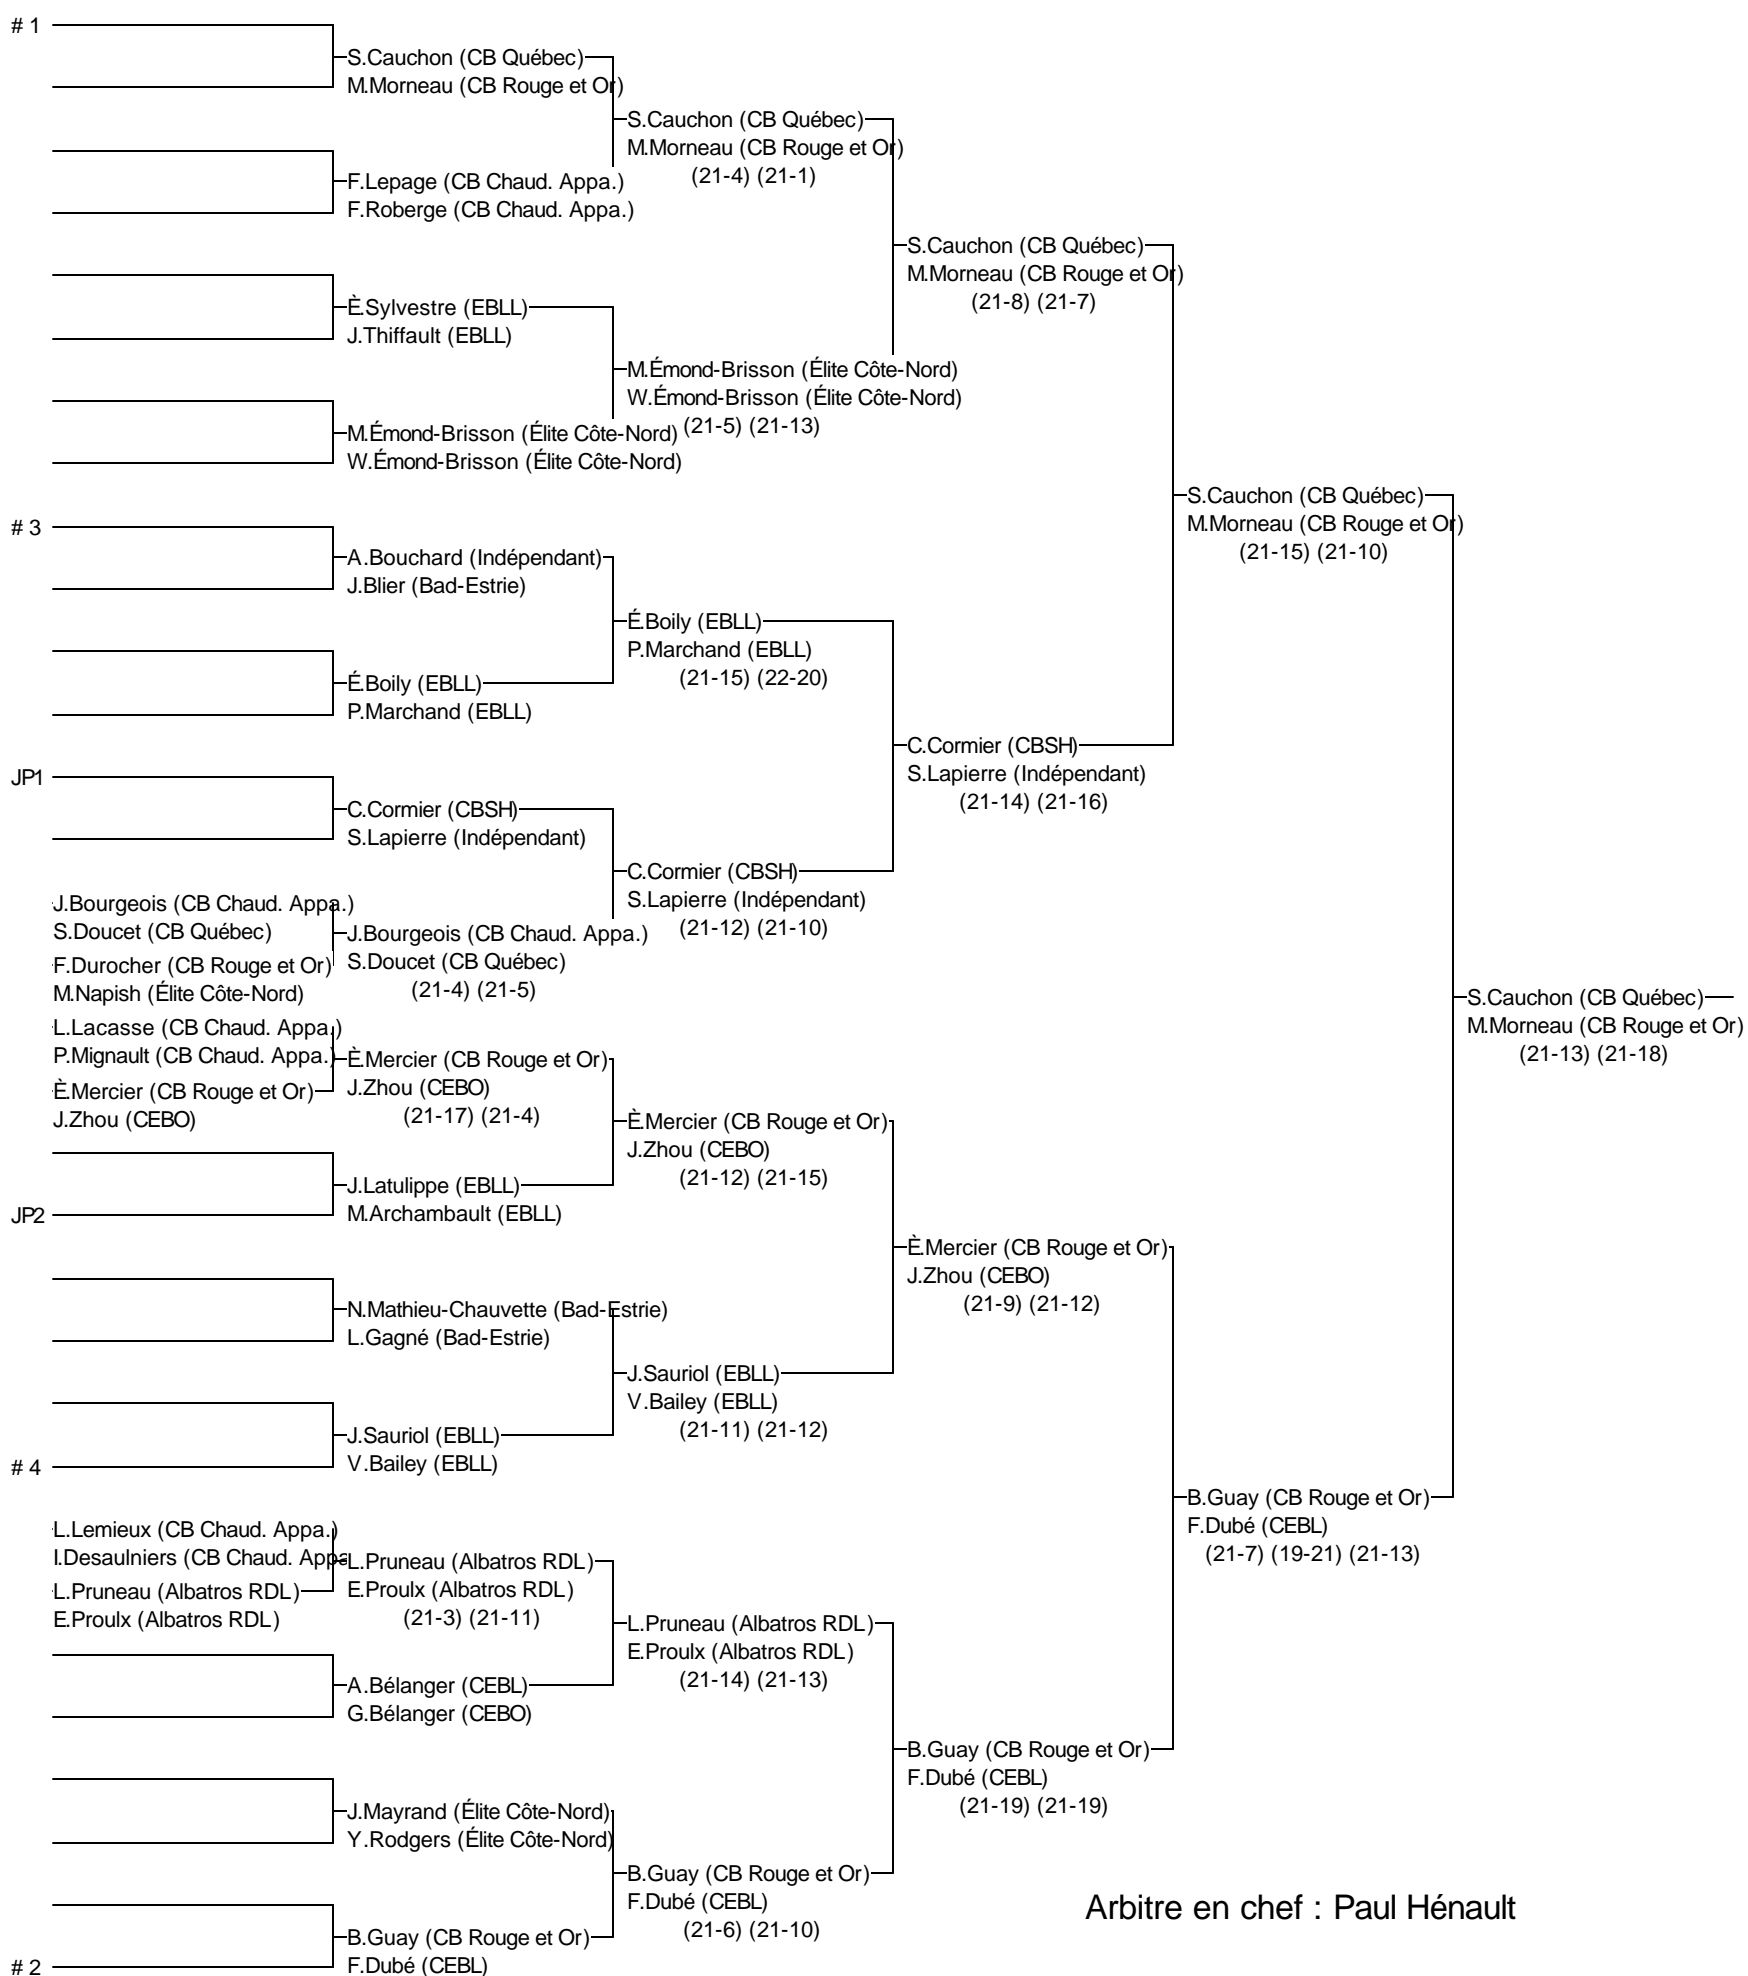 # 1
S.Cauchon (CB Québec)
M.Morneau (CB Rouge et Or)
S.Cauchon (CB Québec)
M.Morneau (CB Rouge et Or)
(21-4) (21-1)
F.Lepage (CB Chaud. Appa.)
F.Roberge (CB Chaud. Appa.)
S.Cauchon (CB Québec)
M.Morneau (CB Rouge et Or)
(21-8) (21-7)
È.Sylvestre (EBLL)
J.Thiffault (EBLL)
M.Émond-Brisson (Élite Côte-Nord)
W.Émond-Brisson (Élite Côte-Nord)
(21-5) (21-13)
M.Émond-Brisson (Élite Côte-Nord)
W.Émond-Brisson (Élite Côte-Nord)
S.Cauchon (CB Québec)
M.Morneau (CB Rouge et Or)
(21-15) (21-10)
# 3
A.Bouchard (Indépendant)
J.Blier (Bad-Estrie)
É.Boily (EBLL)
P.Marchand (EBLL)
(21-15) (22-20)
É.Boily (EBLL)
P.Marchand (EBLL)
C.Cormier (CBSH)
S.Lapierre (Indépendant)
(21-14) (21-16)
JP1
C.Cormier (CBSH)
S.Lapierre (Indépendant)
C.Cormier (CBSH)
S.Lapierre (Indépendant)
(21-12) (21-10)
J.Bourgeois (CB Chaud. Appa.)
S.Doucet (CB Québec)
J.Bourgeois (CB Chaud. Appa.)
S.Doucet (CB Québec)
(21-4) (21-5)
F.Durocher (CB Rouge et Or)
M.Napish (Élite Côte-Nord)
S.Cauchon (CB Québec)
M.Morneau (CB Rouge et Or)
(21-13) (21-18)
L.Lacasse (CB Chaud. Appa.)
P.Mignault (CB Chaud. Appa.)
È.Mercier (CB Rouge et Or)
J.Zhou (CEBO)
(21-17) (21-4)
È.Mercier (CB Rouge et Or)
J.Zhou (CEBO)
È.Mercier (CB Rouge et Or)
J.Zhou (CEBO)
(21-12) (21-15)
J.Latulippe (EBLL)
M.Archambault (EBLL)
JP2
È.Mercier (CB Rouge et Or)
J.Zhou (CEBO)
(21-9) (21-12)
N.Mathieu-Chauvette (Bad-Estrie)
L.Gagné (Bad-Estrie)
J.Sauriol (EBLL)
V.Bailey (EBLL)
(21-11) (21-12)
J.Sauriol (EBLL)
V.Bailey (EBLL)
# 4
B.Guay (CB Rouge et Or)
F.Dubé (CEBL)
(21-7) (19-21) (21-13)
L.Lemieux (CB Chaud. Appa.)
I.Desaulniers (CB Chaud. Appa
L.Pruneau (Albatros RDL)
E.Proulx (Albatros RDL)
(21-3) (21-11)
L.Pruneau (Albatros RDL)
E.Proulx (Albatros RDL)
L.Pruneau (Albatros RDL)
E.Proulx (Albatros RDL)
(21-14) (21-13)
A.Bélanger (CEBL)
G.Bélanger (CEBO)
B.Guay (CB Rouge et Or)
F.Dubé (CEBL)
(21-19) (21-19)
J.Mayrand (Élite Côte-Nord)
Y.Rodgers (Élite Côte-Nord)
B.Guay (CB Rouge et Or)
F.Dubé (CEBL)
(21-6) (21-10)
Arbitre en chef : Paul Hénault
B.Guay (CB Rouge et Or)
F.Dubé (CEBL)
# 2